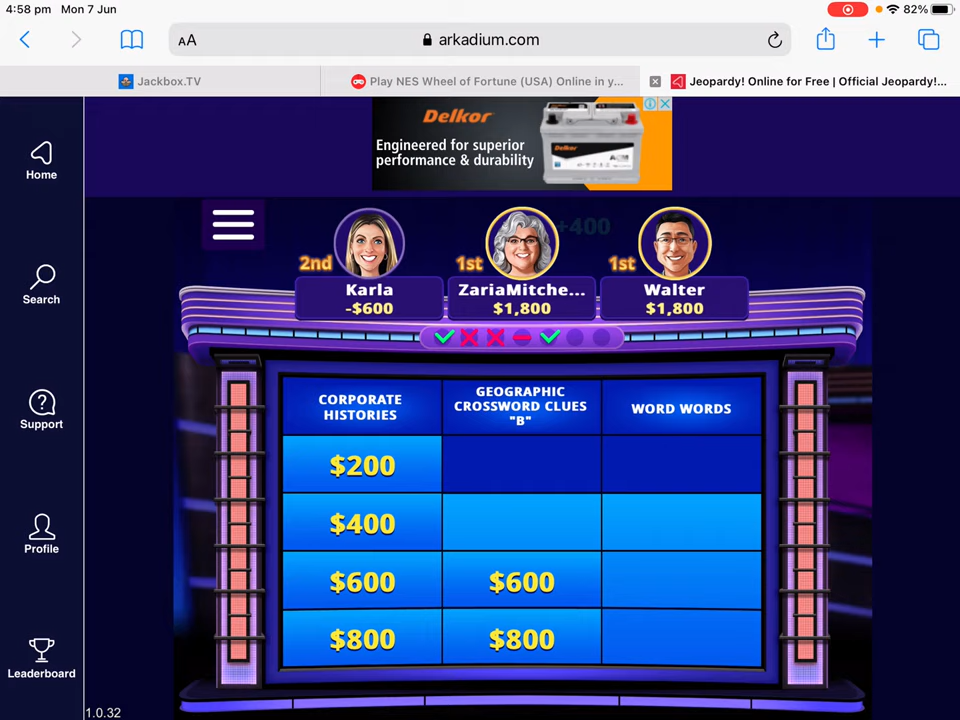 4:58 pm Mon 7 Jun
82%
AA
arkadium.com
Jackbox.TV
Play NES Wheel of Fortune (USA) Online in y...
Jeopardy! Online for Free | Official Jeopardy!...
Home
Search
Support
Profile
Leaderboard
Delkor
Engineered for superior
performance & durability
+400
2nd
1st
1st
Karla
ZariaMitche...
Walter
-$600
$1,800
$1,800
CORPORATE
HISTORIES
GEOGRAPHIC
CROSSWORD CLUES
"B"
WORD WORDS
$200
$400
$600
$600
$800
$800
1.0.32